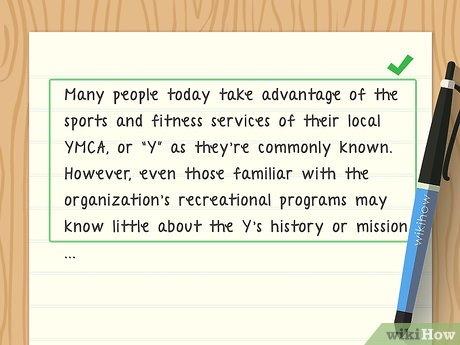 Many people today take advantage of the
sports and fitness services of their local
YMCA, or “Y” as they’re commonly known.
However, even those familiar with the
organization’s recreational programs may
know little about the Y’s history or mission
...
wikihow
wikiHow